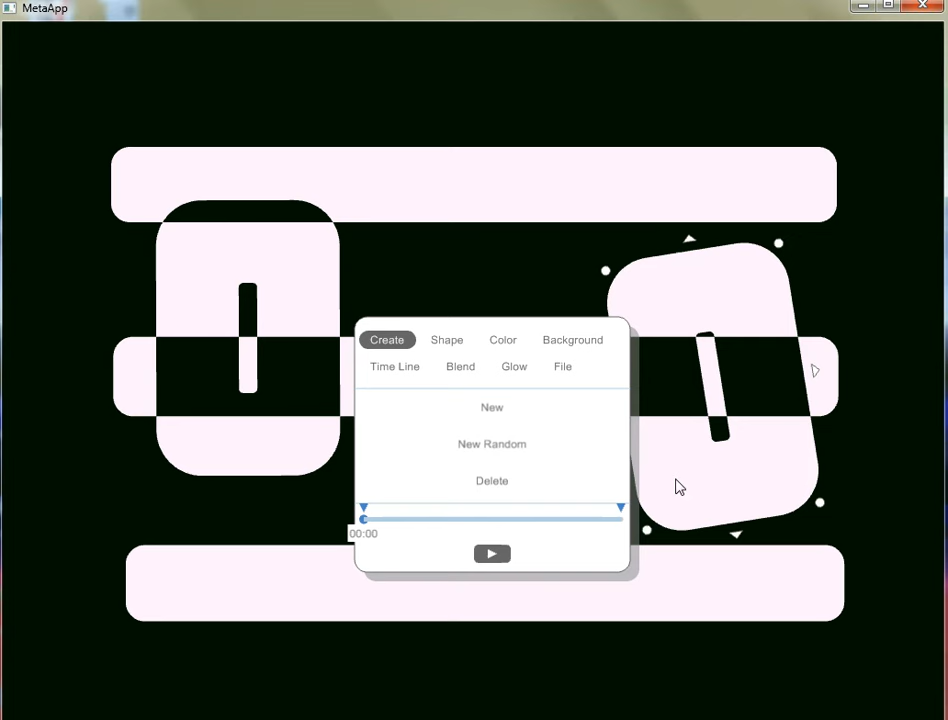 MetaApp
Create Shape Color Background
Time Line Blend Glow File
New
New Random
Delete
00:00